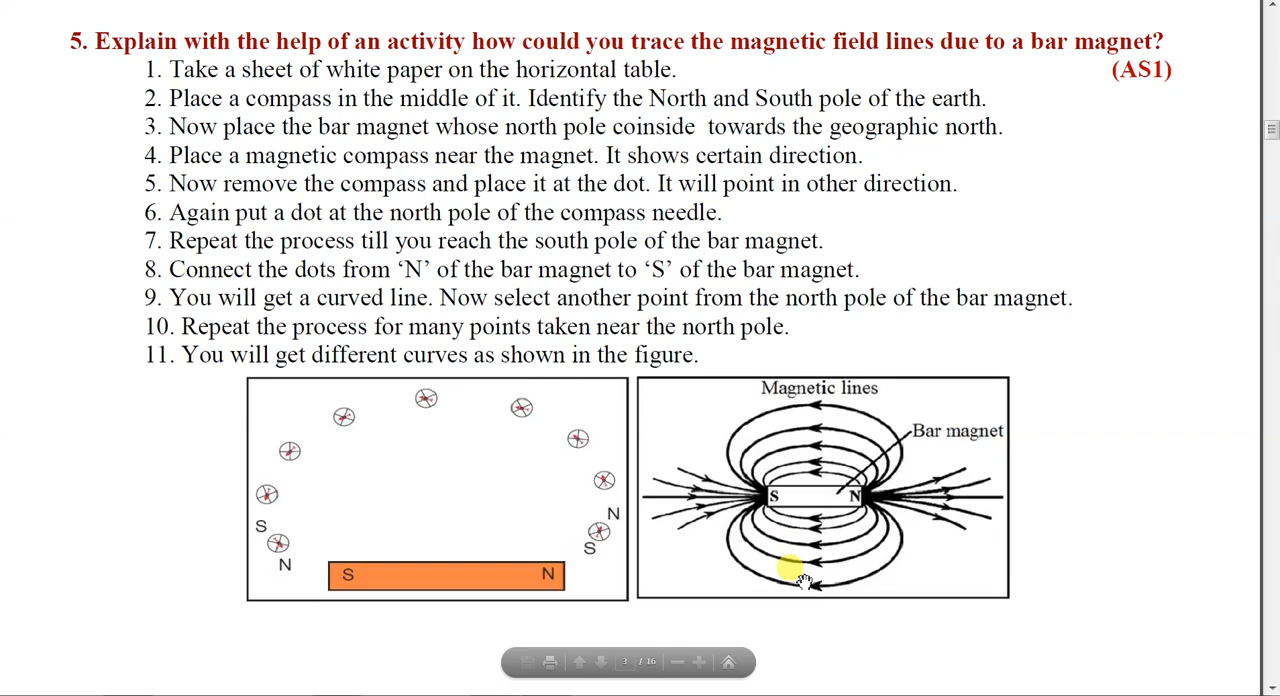 5. Explain with the help of an activity how could you trace the magnetic field lines due to a bar magnet?
(AS1)
1. Take a sheet of white paper on the horizontal table.
2. Place a compass in the middle of it. Identify the North and South pole of the earth.
3. Now place the bar magnet whose north pole coinside towards the geographic north.
4. Place a magnetic compass near the magnet. It shows certain direction.
5. Now remove the compass and place it at the dot. It will point in other direction.
6. Again put a dot at the north pole of the compass needle.
7. Repeat the process till you reach the south pole of the bar magnet.
8. Connect the dots from ‘N’ of the bar magnet to ‘S’ of the bar magnet.
9. You will get a curved line. Now select another point from the north pole of the bar magnet.
10. Repeat the process for many points taken near the north pole.
11. You will get different curves as shown in the figure.
S
N
N
S
S N
Magnetic lines
Bar magnet
S N
3 / 16